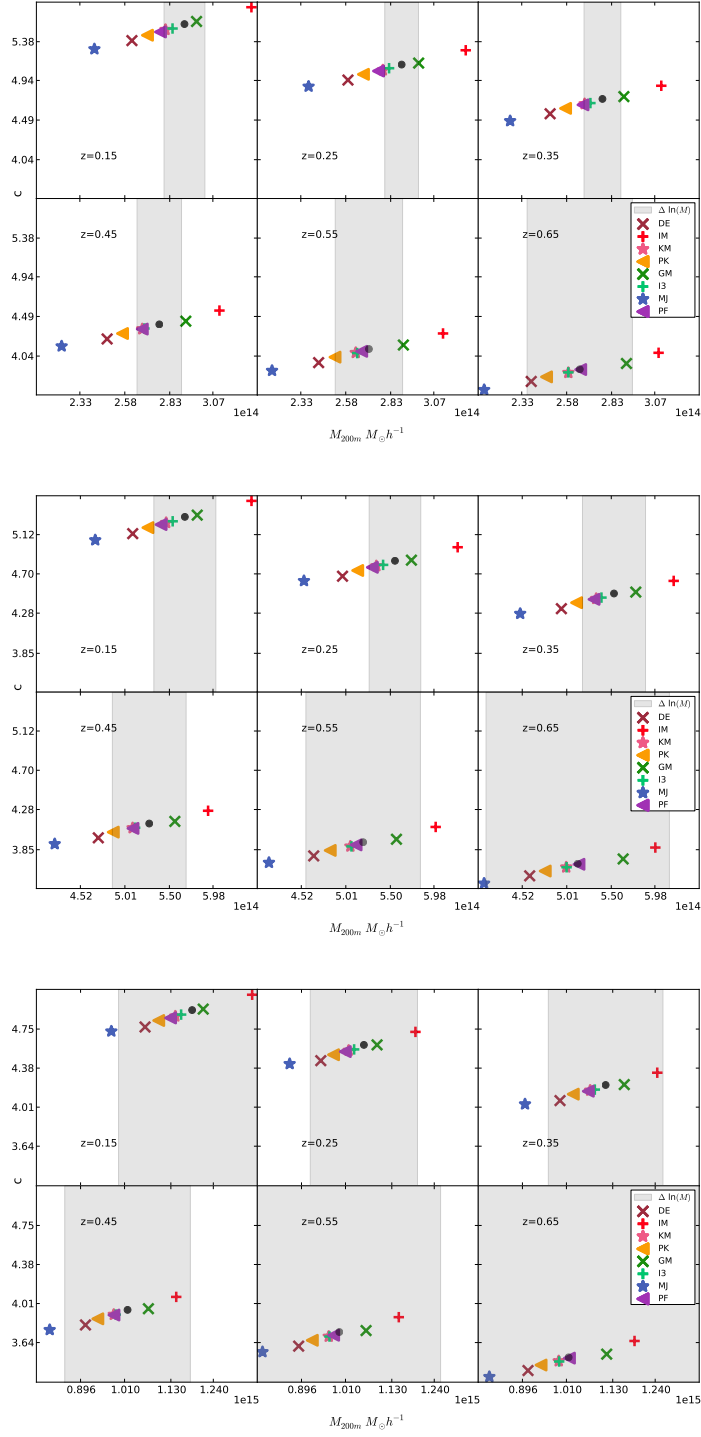 5.38
4.94
4.49
4.04
c
z=0.15
z=0.25
z=0.35
5.38
4.94
4.49
4.04
z=0.45
z=0.55
z=0.65
Δ ln(M)
DE
IM
KM
PK
GM
I3
MJ
PF
2.33 2.58 2.83 3.07
1e14
2.33 2.58 2.83 3.07
1e14
2.33 2.58 2.83 3.07
1e14
M_{200m} M_⊙h^{-1}
5.12
4.70
4.28
3.85
c
z=0.15
z=0.25
z=0.35
5.12
4.70
4.28
3.85
z=0.45
z=0.55
z=0.65
Δ ln(M)
DE
IM
KM
PK
GM
I3
MJ
PF
4.52 5.01 5.50 5.98
1e14
4.52 5.01 5.50 5.98
1e14
4.52 5.01 5.50 5.98
1e14
M_{200m} M_⊙h^{-1}
4.75
4.38
4.01
3.64
c
z=0.15
z=0.25
z=0.35
4.75
4.38
4.01
3.64
z=0.45
z=0.55
z=0.65
Δ ln(M)
DE
IM
KM
PK
GM
I3
MJ
PF
0.896 1.010 1.130 1.240
1e15
0.896 1.010 1.130 1.240
1e15
0.896 1.010 1.130 1.240
1e15
M_{200m} M_⊙h^{-1}